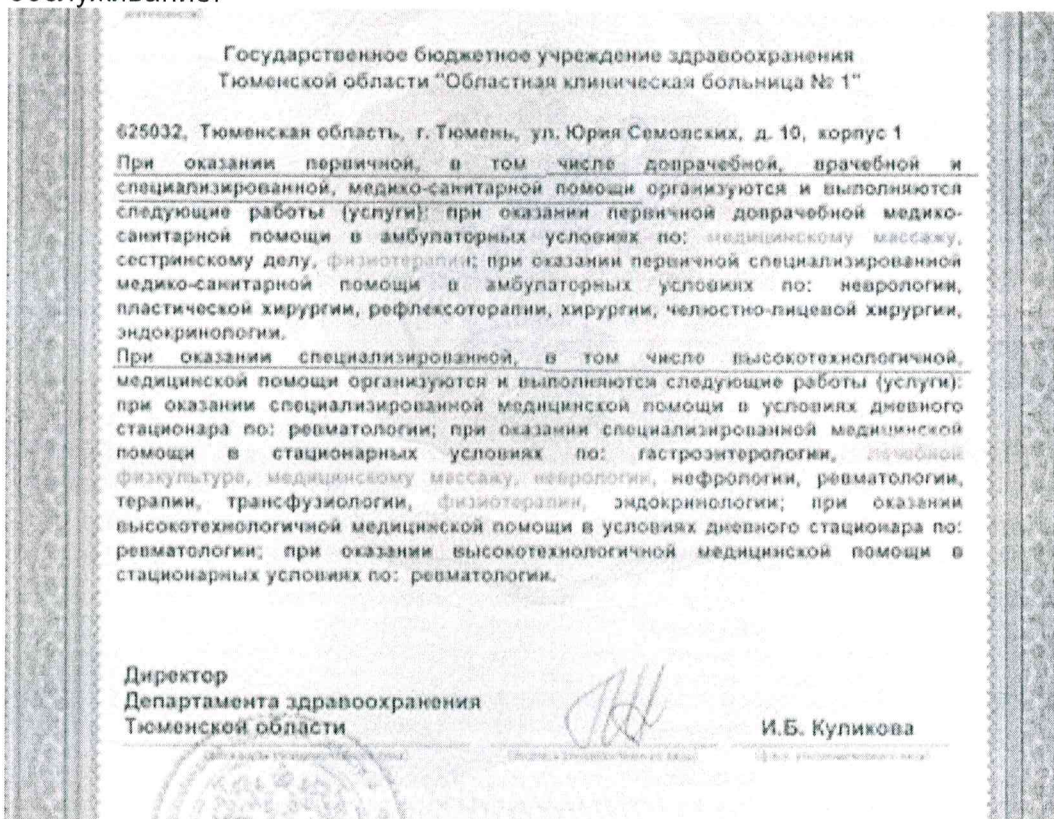 Государственное бюджетное учреждение здравоохранения
Тюменской области "Областная клиническая больница № 1"
625032, Тюменская область, г. Тюмень, ул. Юрия Семовских, д. 10, корпус 1
При оказании первичной, в том числе доврачебной, врачебной и
специализированной, медико-санитарной помощи организуются и выполняются
следующие работы (услуги): при оказании первичной доврачебной медико-
санитарной помощи в амбулаторных условиях по: медицинскому массажу,
сестринскому делу, физиотерапии; при оказании первичной специализированной
медико-санитарной помощи в амбулаторных условиях по: неврологии,
пластической хирургии, рефлексотерапии, хирургии, челюстно-лицевой хирургии,
эндокринологии.
При оказании специализированной, в том числе высокотехнологичной,
медицинской помощи организуются и выполняются следующие работы (услуги):
при оказании специализированной медицинской помощи в условиях дневного
стационара по: ревматологии; при оказании специализированной медицинской
помощи в стационарных условиях по: гастроэнтерологии, лечебной
физкультуре, медицинскому массажу, неврологии, нефрологии, ревматологии,
терапии, трансфузиологии, физиотерапии, эндокринологии; при оказании
высокотехнологичной медицинской помощи в условиях дневного стационара по:
ревматологии; при оказании высокотехнологичной медицинской помощи в
стационарных условиях по: ревматологии.
Директор
Департамента здравоохранения
Тюменской области
И.Б. Куликова